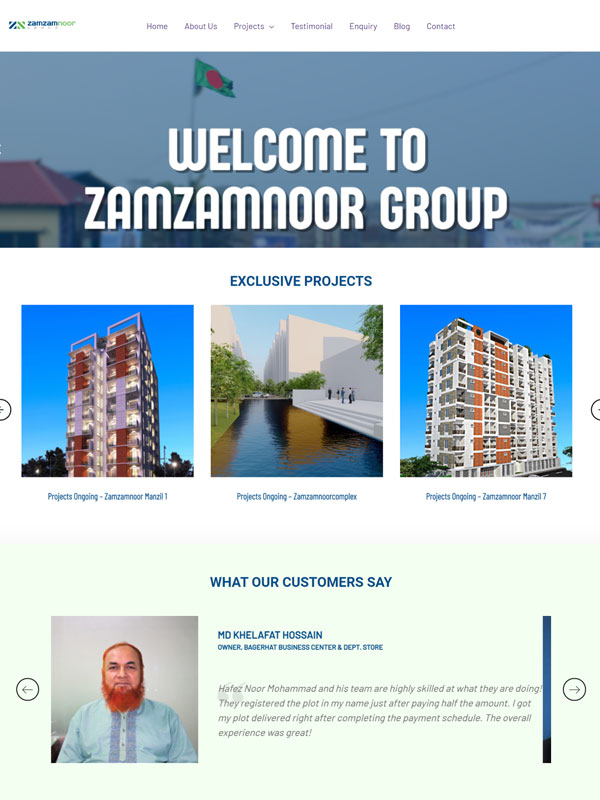 zamzamnoor
Home About Us Projects Testimonial Enquiry Blog Contact
WELCOME TO
ZAMZAMNOOR GROUP
EXCLUSIVE PROJECTS
Projects Ongoing – Zamzamnoor Manzil 1
Projects Ongoing – Zamzamnoorcomplex
Projects Ongoing – Zamzamnoor Manzil 7
WHAT OUR CUSTOMERS SAY
MD KHELAFAT HOSSAIN
OWNER, BAGERHAT BUSINESS CENTER & DEPT. STORE
Hafez Noor Mohammad and his team are highly skilled at what they are doing!
They registered the plot in my name just after paying half the amount. I got
my plot delivered right after completing the payment schedule. The overall
experience was great!